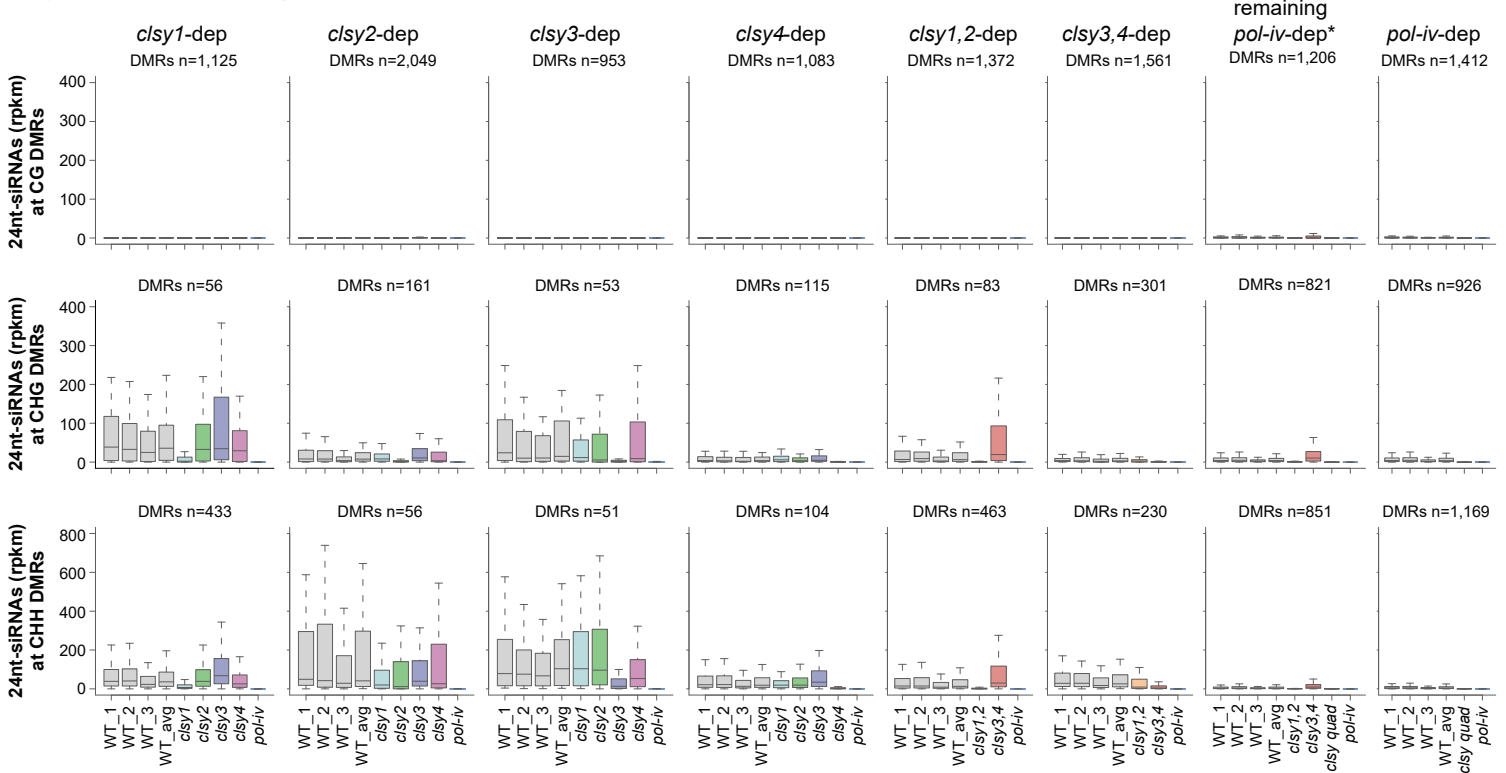 remaining
clsy1-dep clsy2-dep clsy3-dep clsy4-dep clsy1,2-dep clsy3,4-dep pol-iv-dep* pol-iv-dep
DMRs n=1,125 DMRs n=2,049 DMRs n=953 DMRs n=1,083 DMRs n=1,372 DMRs n=1,561 DMRs n=1,206 DMRs n=1,412
24nt-siRNAs (rpkm)
at CG DMRs
400
300
200
100
0
DMRs n=56 DMRs n=161 DMRs n=53 DMRs n=115 DMRs n=83 DMRs n=301 DMRs n=821 DMRs n=926
24nt-siRNAs (rpkm)
at CHG DMRs
400
300
200
100
0
DMRs n=433 DMRs n=56 DMRs n=51 DMRs n=104 DMRs n=463 DMRs n=230 DMRs n=851 DMRs n=1,169
24nt-siRNAs (rpkm)
at CHH DMRs
800
600
400
200
0
WT_1 WT_2 WT_3 WT_avg clsy1 clsy2 clsy3 clsy4 pol-iv
WT_1 WT_2 WT_3 WT_avg clsy1 clsy2 clsy3 clsy4 pol-iv
WT_1 WT_2 WT_3 WT_avg clsy1 clsy2 clsy3 clsy4 pol-iv
WT_1 WT_2 WT_3 WT_avg clsy1 clsy2 clsy3 clsy4 pol-iv
WT_1 WT_2 WT_3 WT_avg clsy1,2 clsy3,4 pol-iv
WT_1 WT_2 WT_3 WT_avg clsy1,2 clsy3,4 pol-iv
WT_1 WT_2 WT_3 WT_avg clsy1,2 clsy3,4 clsy quad pol-iv
WT_1 WT_2 WT_3 WT_avg clsy quad pol-iv